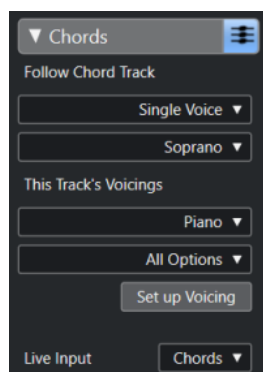 Chords
Follow Chord Track
Single Voice
Soprano
This Track's Voicings
Piano
All Options
Set up Voicing
Live Input Chords